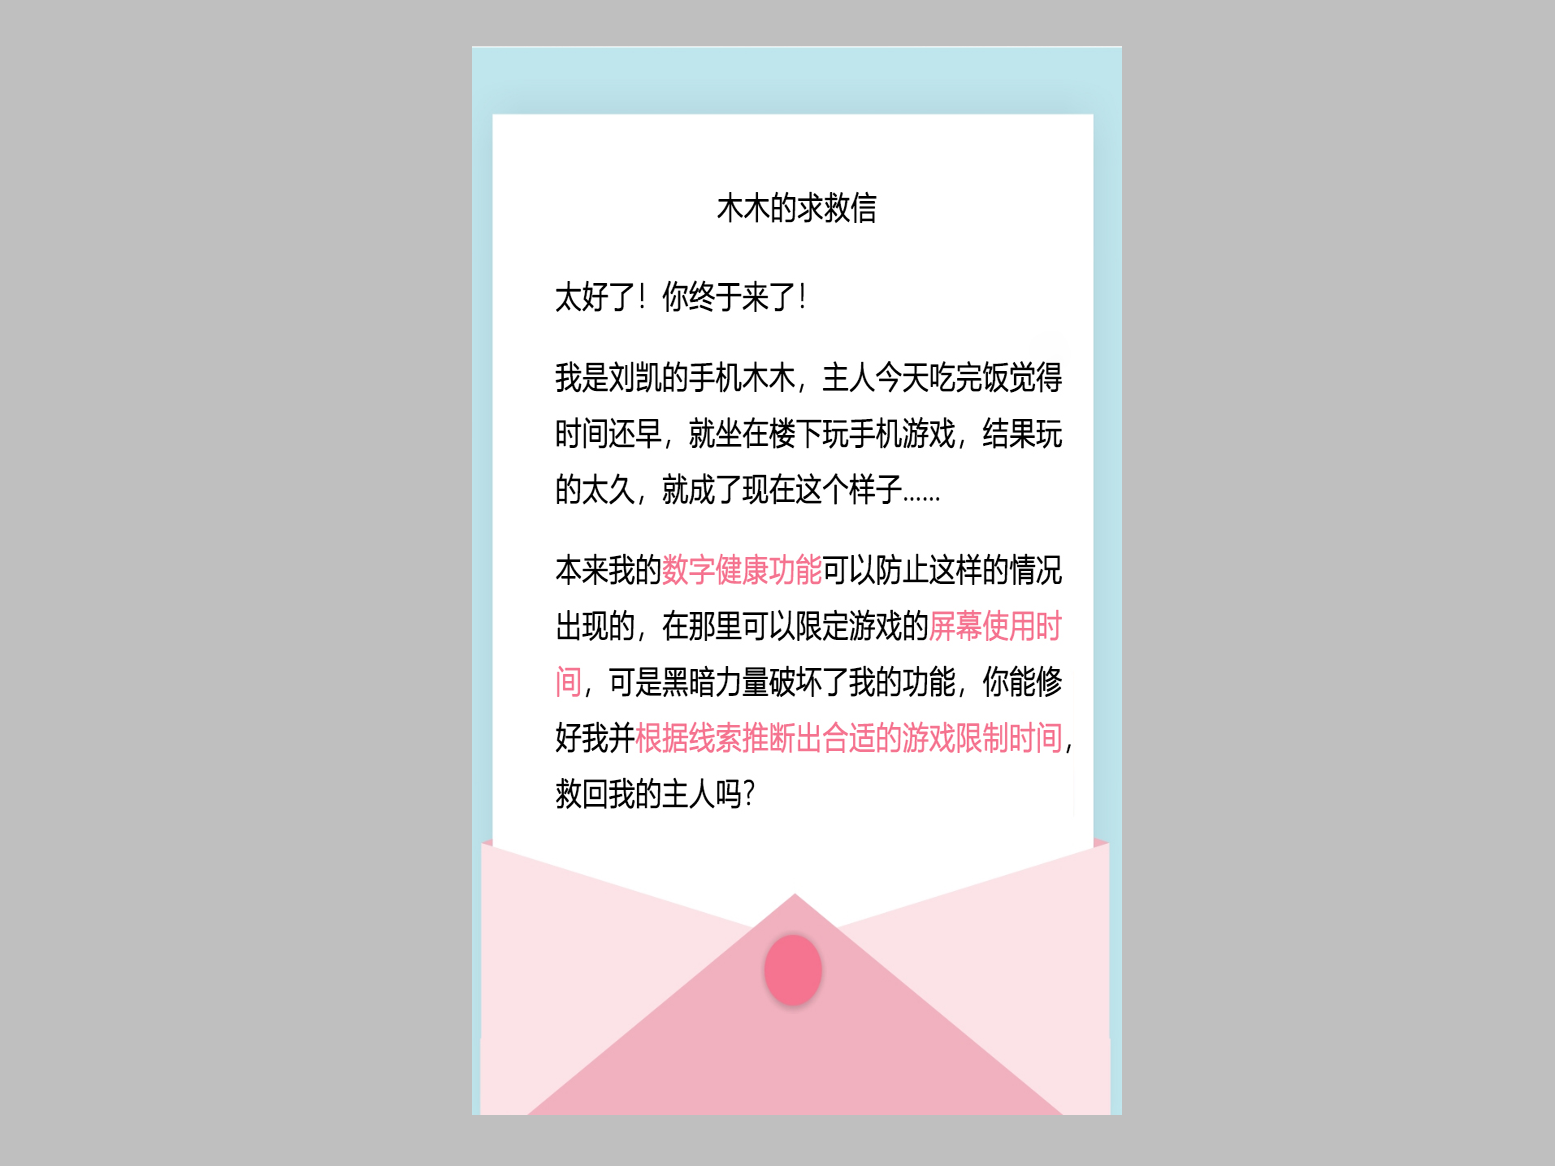 木木的求救信
太好了！你终于来了！
我是刘凯的手机木木，主人今天吃完饭觉得
时间还早，就坐在楼下玩手机游戏，结果玩
的太久，就成了现在这个样子......
本来我的数字健康功能可以防止这样的情况
出现的，在那里可以限定游戏的屏幕使用时
间，可是黑暗力量破坏了我的功能，你能修
好我并根据线索推断出合适的游戏限制时间，
救回我的主人吗？